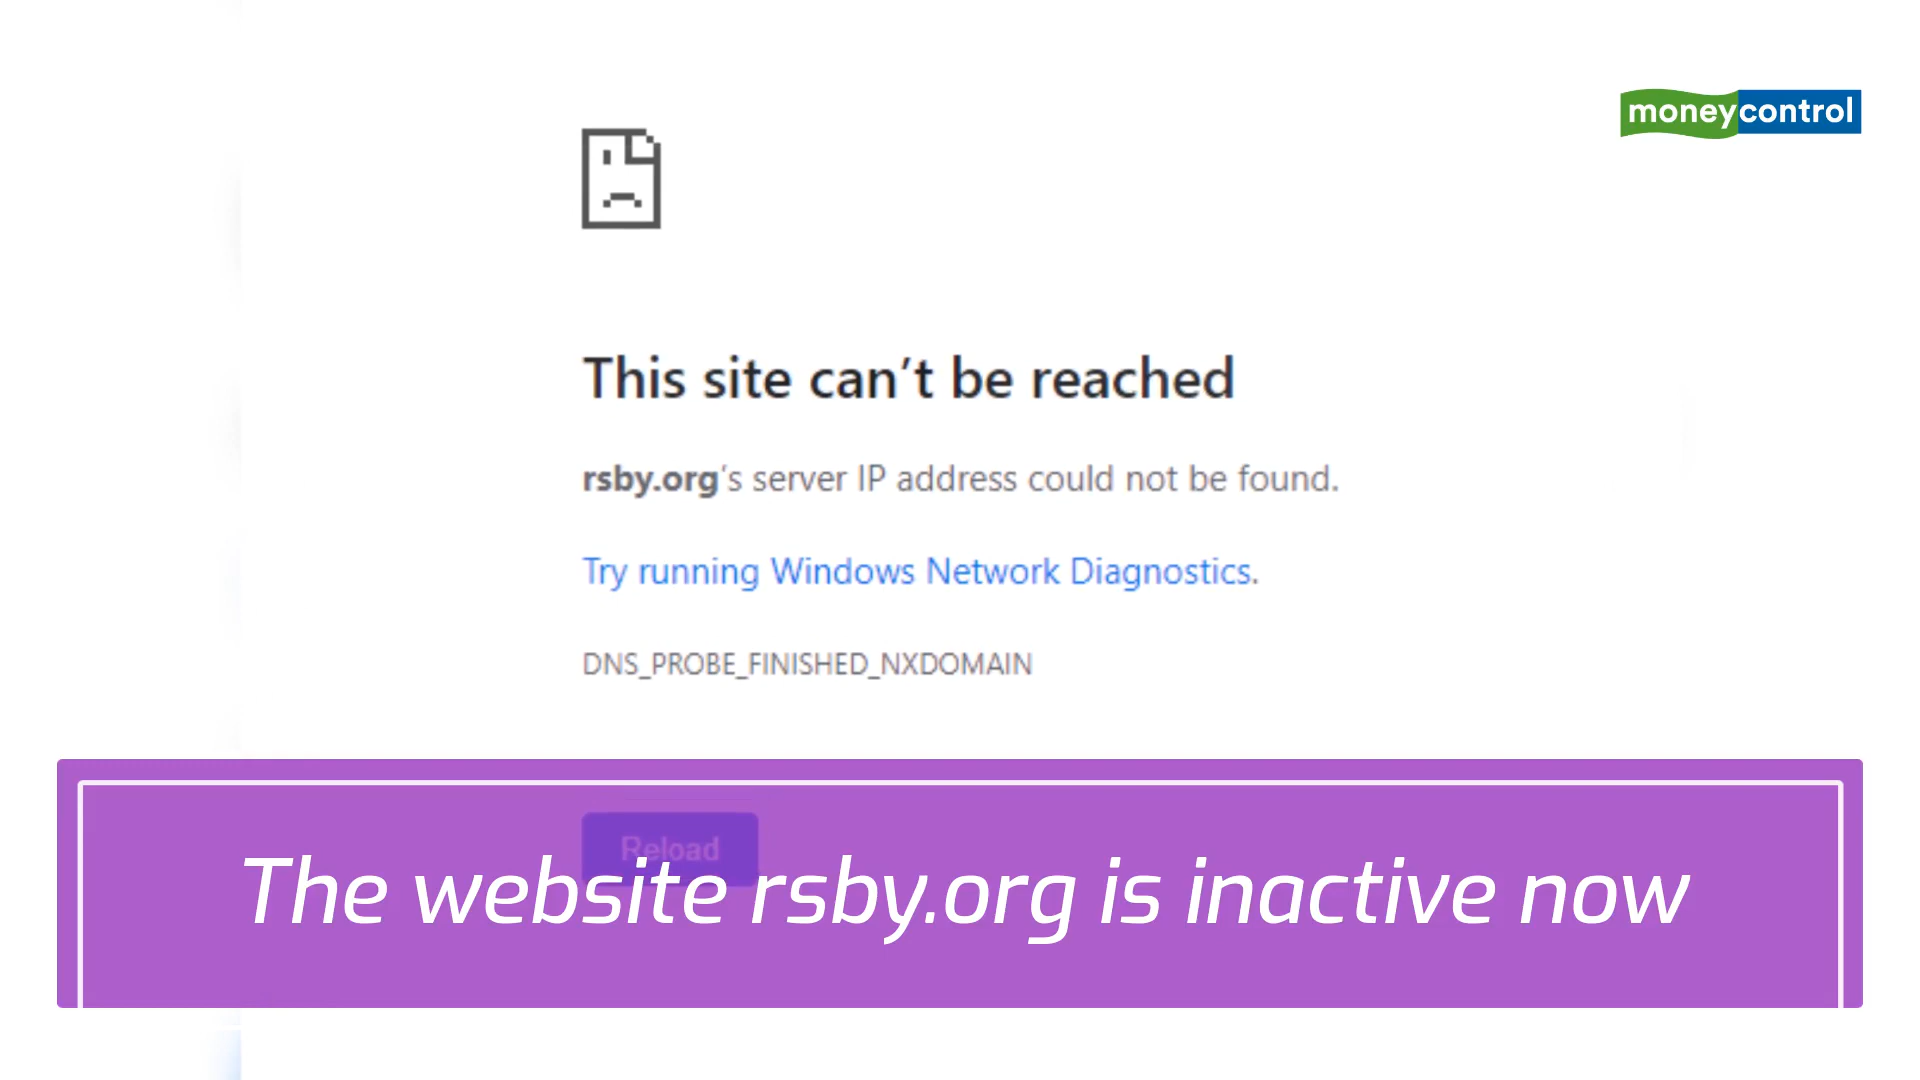 moneycontrol
This site can’t be reached
rsby.org's server IP address could not be found.
Try running Windows Network Diagnostics.
DNS_PROBE_FINISHED_NXDOMAIN
Reload
The website rsby.org is inactive now